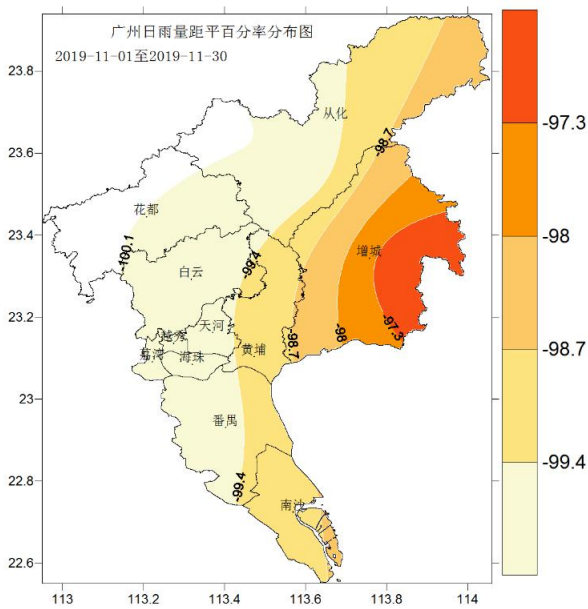 广州日雨量距平百分率分布图
2019-11-01至2019-11-30
23.8
23.6
23.4
23.2
23
22.8
22.6
113
113.2
113.4
113.6
113.8
114
从化
-98.7
花都
-100.1
白云
-99.4
增城
天河
越秀
荔湾
海珠
黄埔
-98.7
-98
-97.3
番禺
-99.4
南沙
-97.3
-98
-98.7
-99.4